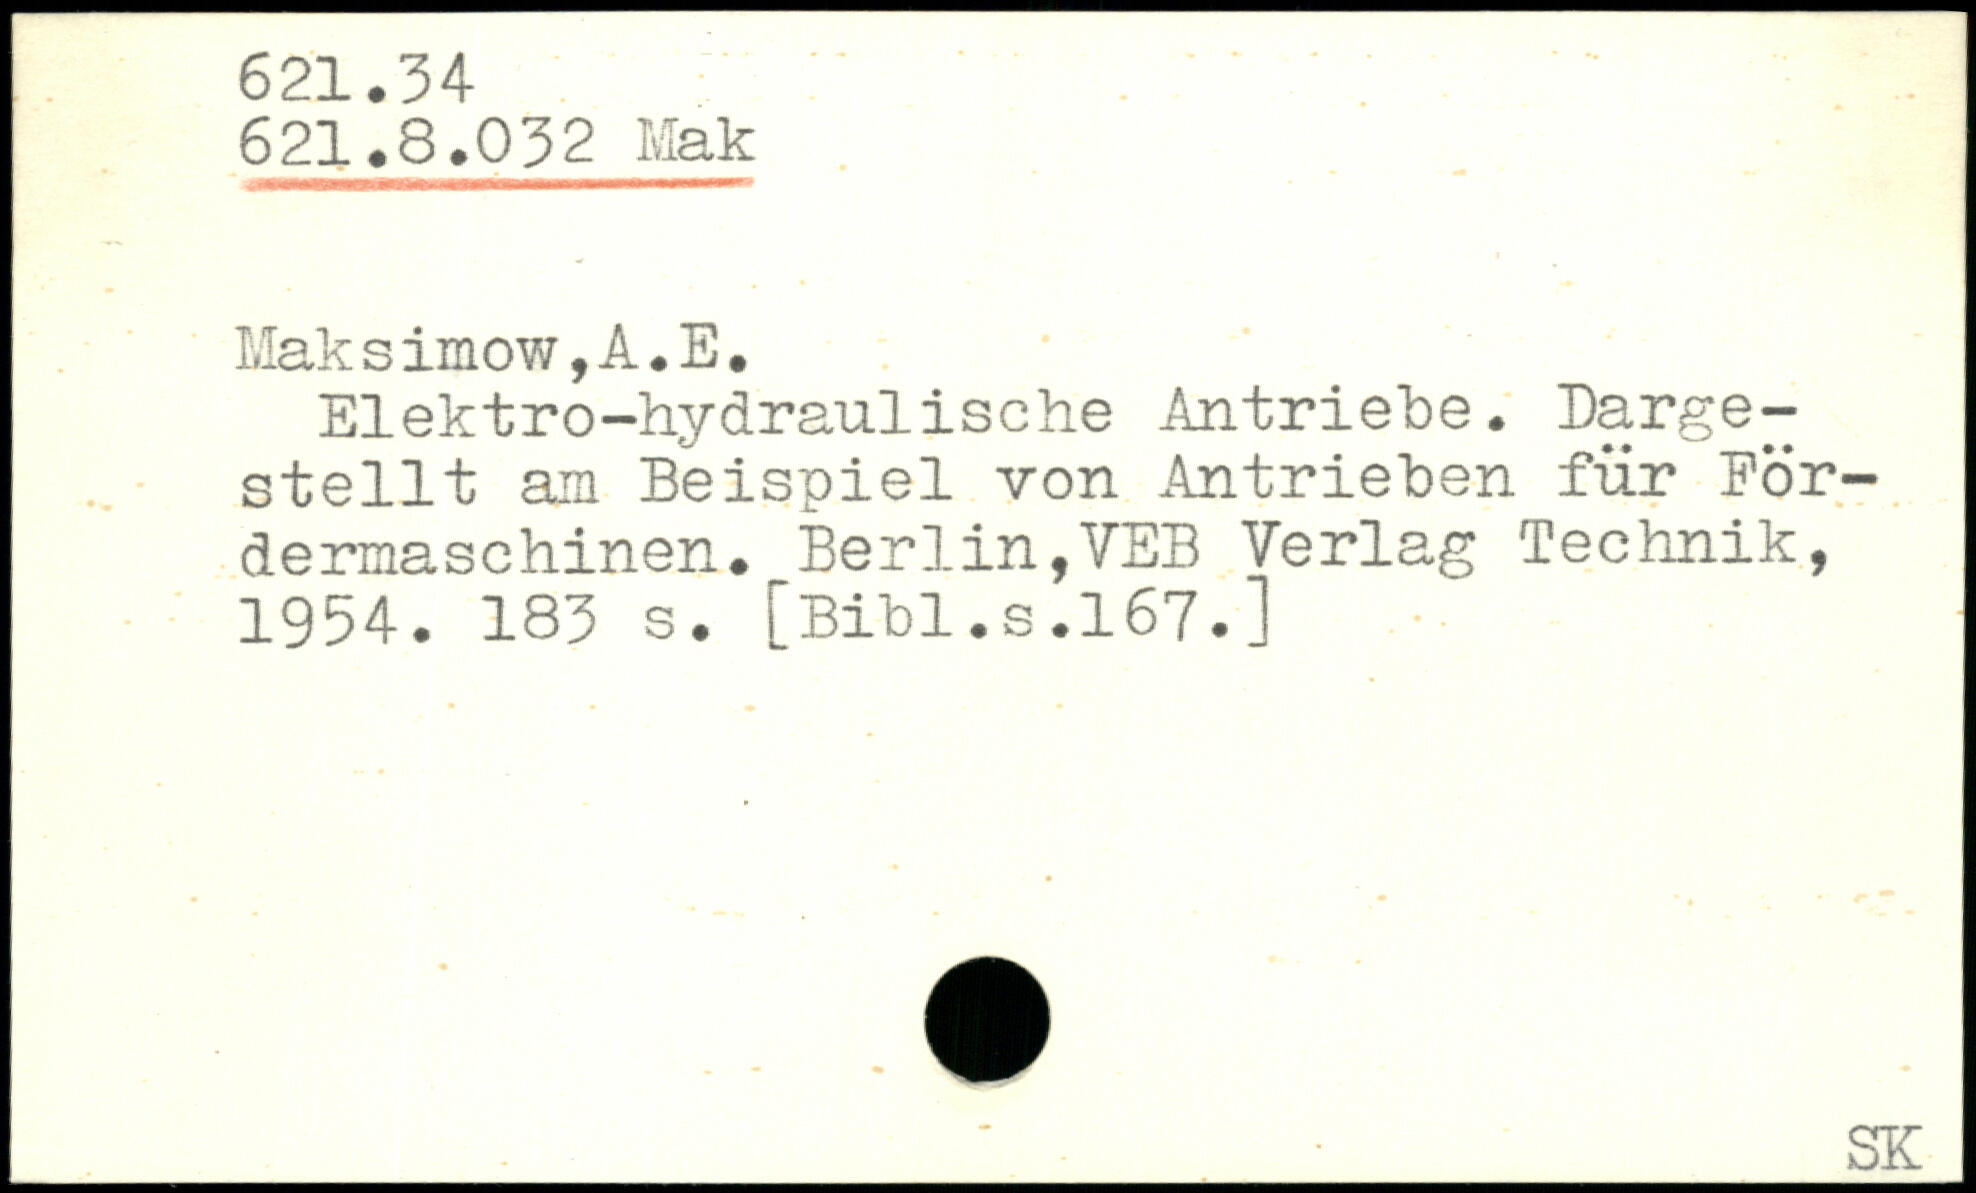 621.34
621.8.032 Mak
Maksimow,A.E.
Elektro-hydraulische Antriebe. Darge-
stellt am Beispiel von Antrieben für För-
dermaschinen. Berlin,VEB Verlag Technik,
1954. 183 s. [Bibl.s.167.]
SK